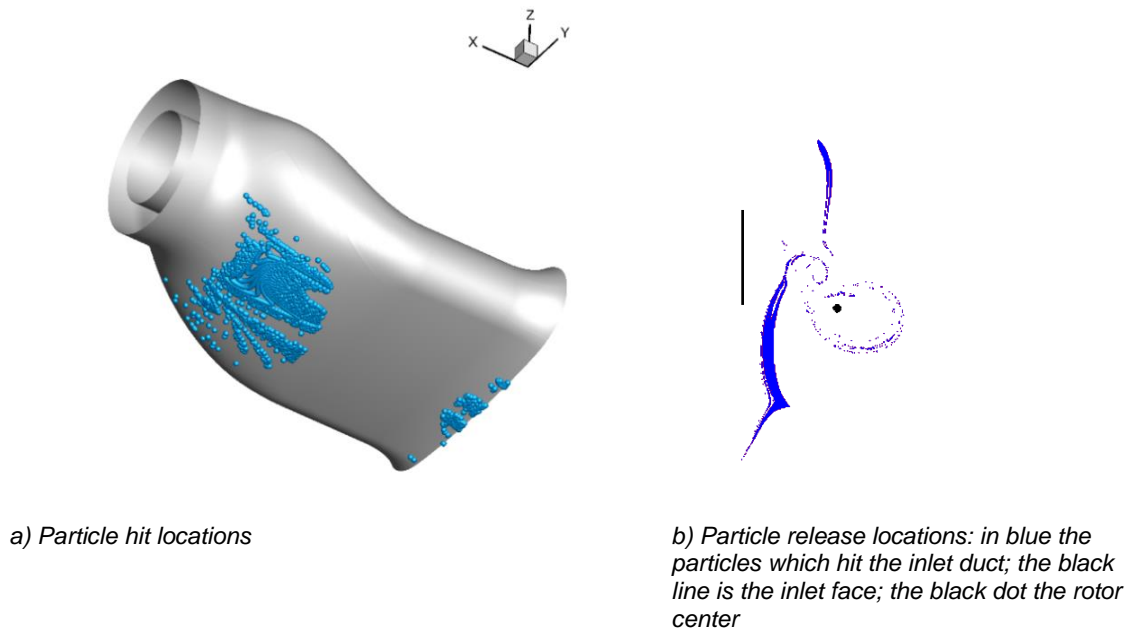 Z
Y
X
a) Particle hit locations
b) Particle release locations: in blue the
particles which hit the inlet duct; the black
line is the inlet face; the black dot the rotor
center